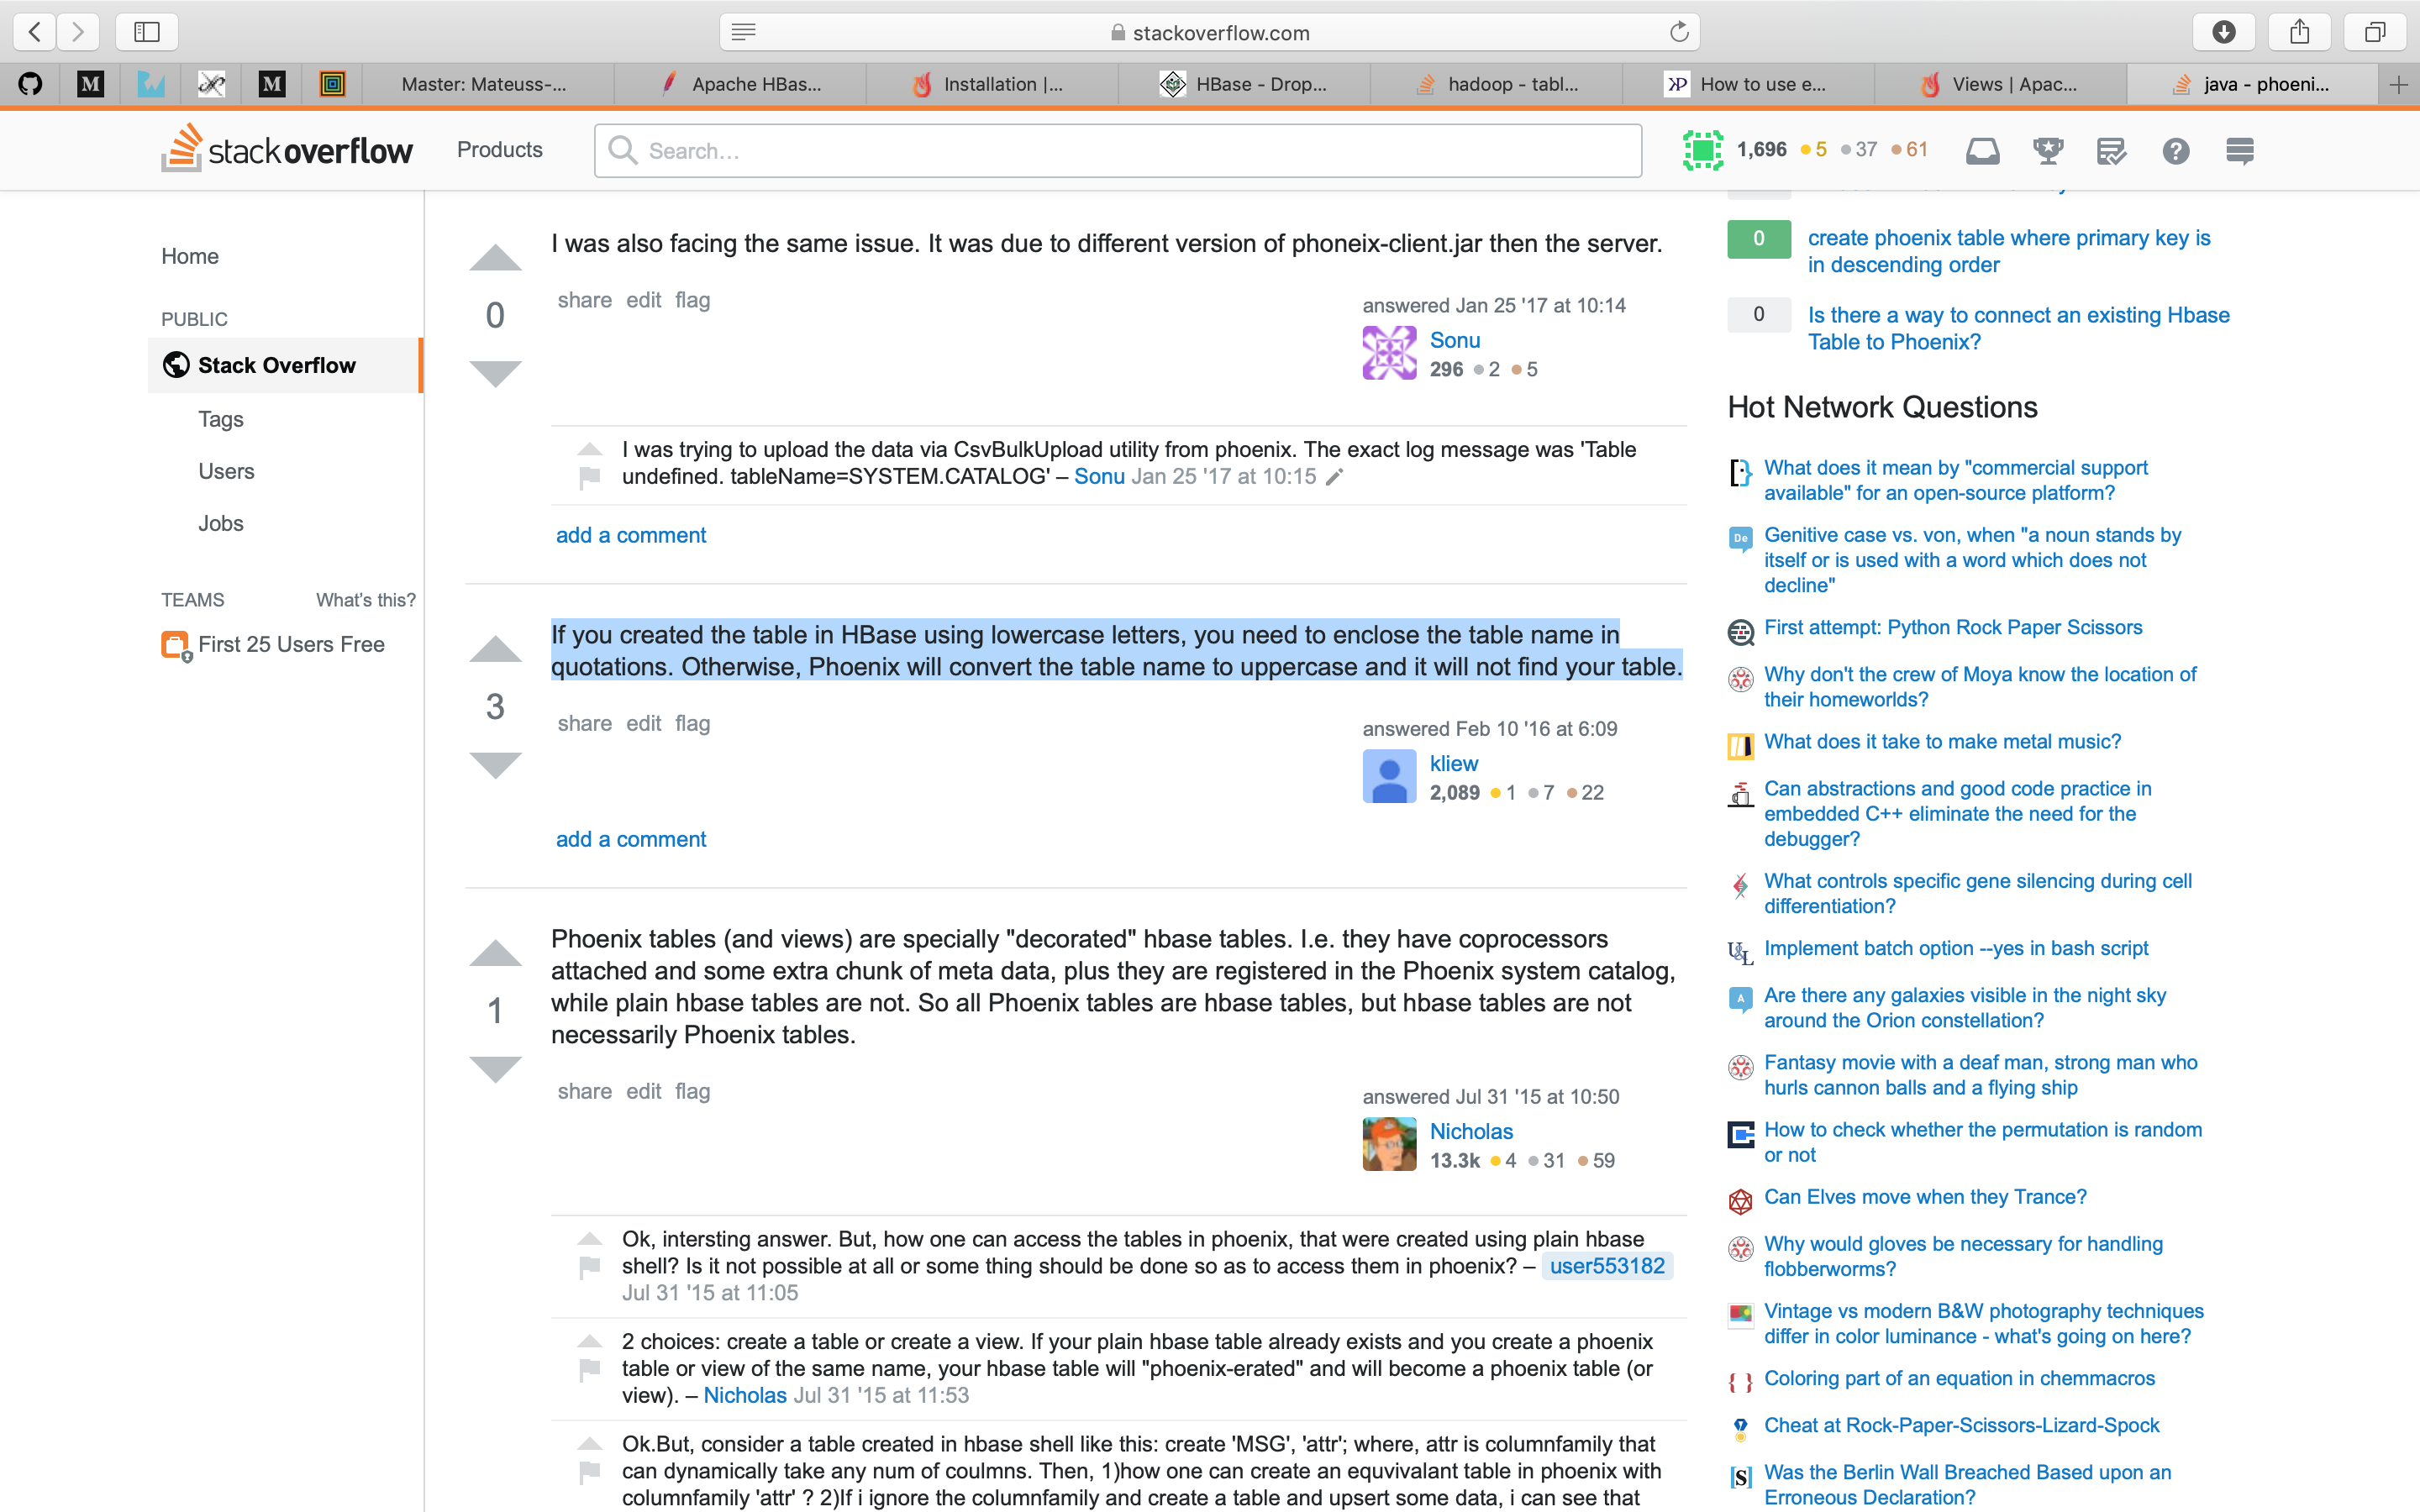 stackoverflow.com
Master: Mateuss-...
Apache HBas...
Installation |...
HBase - Drop...
hadoop - tabl...
How to use e...
Views | Apac...
java - phoeni...
stackoverflow
Products
Search...
1,696 5 37 61
Home
PUBLIC
Stack Overflow
Tags
Users
Jobs
TEAMS What's this?
First 25 Users Free
I was also facing the same issue. It was due to different version of phoneix-client.jar then the server.
0
share edit flag
answered Jan 25 '17 at 10:14
Sonu
296 2 5
I was trying to upload the data via CsvBulkUpload utility from phoenix. The exact log message was 'Table
undefined. tableName=SYSTEM.CATALOG' – Sonu Jan 25 '17 at 10:15
add a comment
If you created the table in HBase using lowercase letters, you need to enclose the table name in
quotations. Otherwise, Phoenix will convert the table name to uppercase and it will not find your table.
3
share edit flag
answered Feb 10 '16 at 6:09
kliew
2,089 1 7 22
add a comment
Phoenix tables (and views) are specially "decorated" hbase tables. I.e. they have coprocessors
attached and some extra chunk of meta data, plus they are registered in the Phoenix system catalog,
while plain hbase tables are not. So all Phoenix tables are hbase tables, but hbase tables are not
necessarily Phoenix tables.
1
share edit flag
answered Jul 31 '15 at 10:50
Nicholas
13.3k 4 31 59
Ok, intersting answer. But, how one can access the tables in phoenix, that were created using plain hbase
shell? Is it not possible at all or some thing should be done so as to access them in phoenix? – user553182
Jul 31 '15 at 11:05
2 choices: create a table or create a view. If your plain hbase table already exists and you create a phoenix
table or view of the same name, your hbase table will "phoenix-erated" and will become a phoenix table (or
view). – Nicholas Jul 31 '15 at 11:53
Ok.But, consider a table created in hbase shell like this: create 'MSG', 'attr'; where, attr is columnfamily that
can dynamically take any num of coulmns. Then, 1)how one can create an equvivalant table in phoenix with
columnfamily 'attr' ? 2)If i ignore the columnfamily and create a table and upsert some data, i can see that
0
create phoenix table where primary key is
in descending order
0
Is there a way to connect an existing Hbase
Table to Phoenix?
Hot Network Questions
What does it mean by "commercial support
available" for an open-source platform?
Genitive case vs. von, when "a noun stands by
itself or is used with a word which does not
decline"
First attempt: Python Rock Paper Scissors
Why don't the crew of Moya know the location of
their homeworlds?
What does it take to make metal music?
Can abstractions and good code practice in
embedded C++ eliminate the need for the
debugger?
What controls specific gene silencing during cell
differentiation?
Implement batch option --yes in bash script
Are there any galaxies visible in the night sky
around the Orion constellation?
Fantasy movie with a deaf man, strong man who
hurls cannon balls and a flying ship
How to check whether the permutation is random
or not
Can Elves move when they Trance?
Why would gloves be necessary for handling
flobberworms?
Vintage vs modern B&W photography techniques
differ in color luminance - what's going on here?
Coloring part of an equation in chemmacros
Cheat at Rock-Paper-Scissors-Lizard-Spock
Was the Berlin Wall Breached Based upon an
Erroneous Declaration?